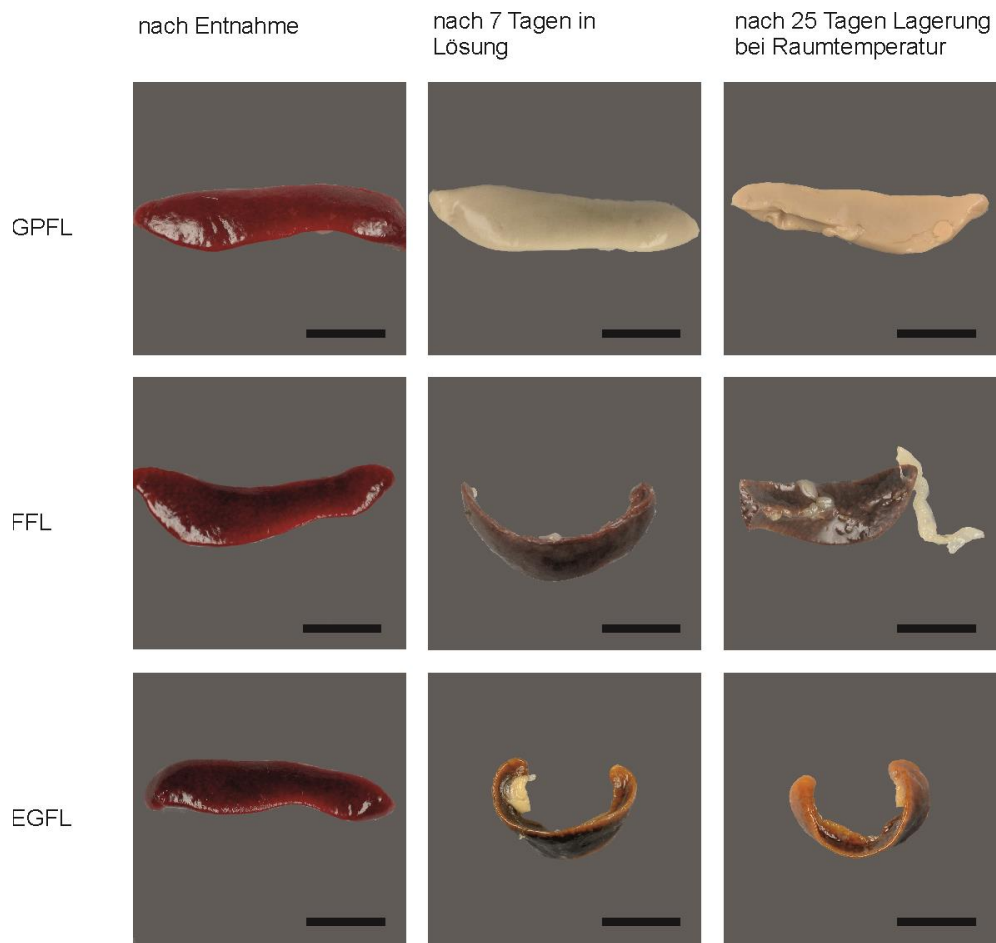 nach Entnahme
nach 7 Tagen in
Lösung
nach 25 Tagen Lagerung
bei Raumtemperatur
GPFL
FFL
EGFL